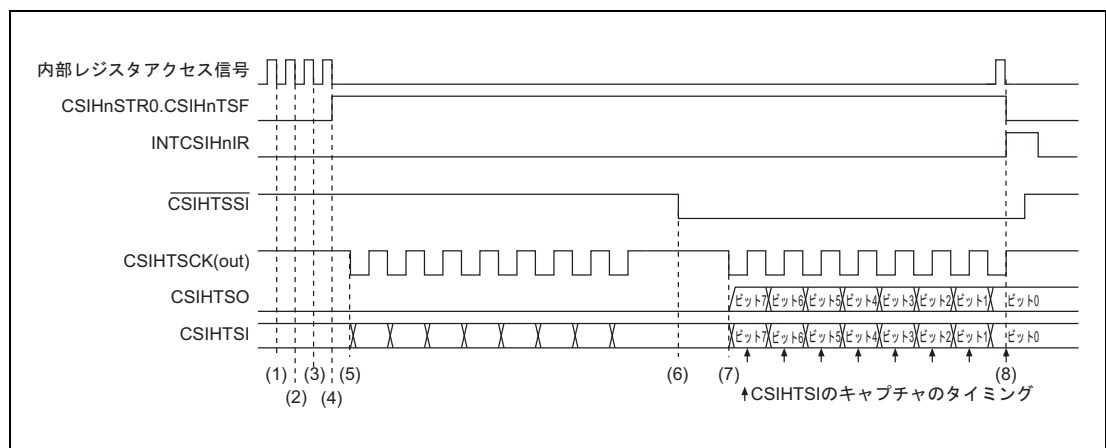 内部レジスタアクセス信号
CSIHnSTR0.CSIHnTSF
INTCSIHnIR
CSIHTSSI
CSIHTSCK(out)
CSIHTSO
ビット7 ビット6 ビット5 ビット4 ビット3 ビット2 ビット1 ビット0
CSIHTSI
ビット7 ビット6 ビット5 ビット4 ビット3 ビット2 ビット1 ビット0
(1) (3) (5) (6) (7) (8)
(2) (4)
CSIHTSIのキャプチャのタイミング